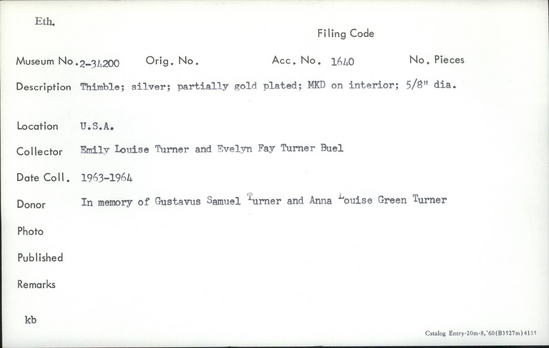 Eth.
Filing Code
Museum No. 2-34200 Orig. No. Acc. No. 1640 No. Pieces
Description Thimble; silver; partially gold plated; MKD on interior; 5/8" dia.
Location U.S.A.
Collector Emily Louise Turner and Evelyn Fay Turner Buel
Date Coll. 1963-1964
Donor In memory of Gustavus Samuel Turner and Anna Louise Green Turner
Photo
Published
Remarks
kb
Catalog Entry-20m-8,'60(B3927m)4139